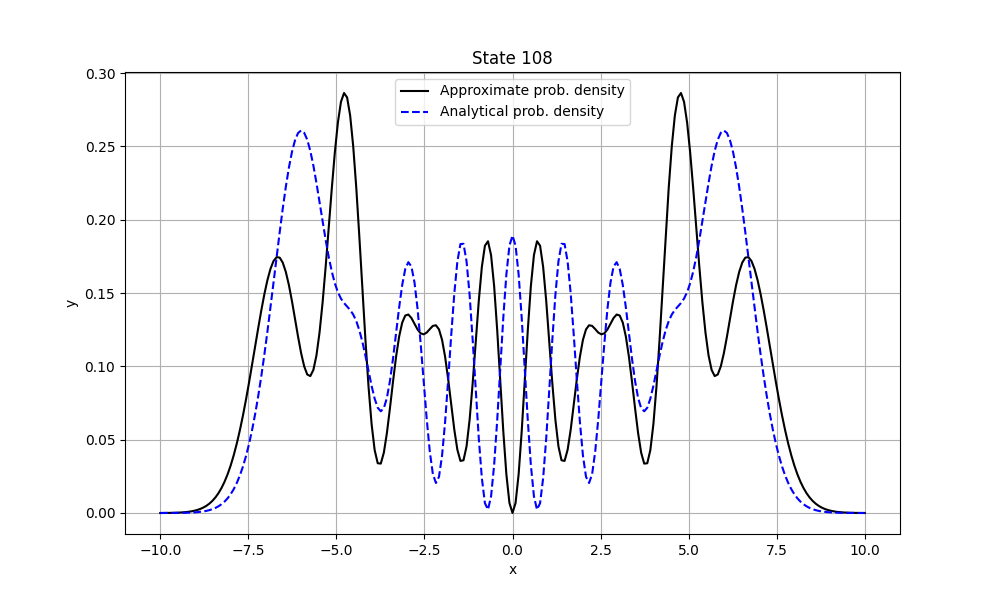 State 108
Approximate prob. density
Analytical prob. density
y
0.30
0.25
0.20
0.15
0.10
0.05
0.00
−10.0 −7.5 −5.0 −2.5 0.0 2.5 5.0 7.5 10.0
x